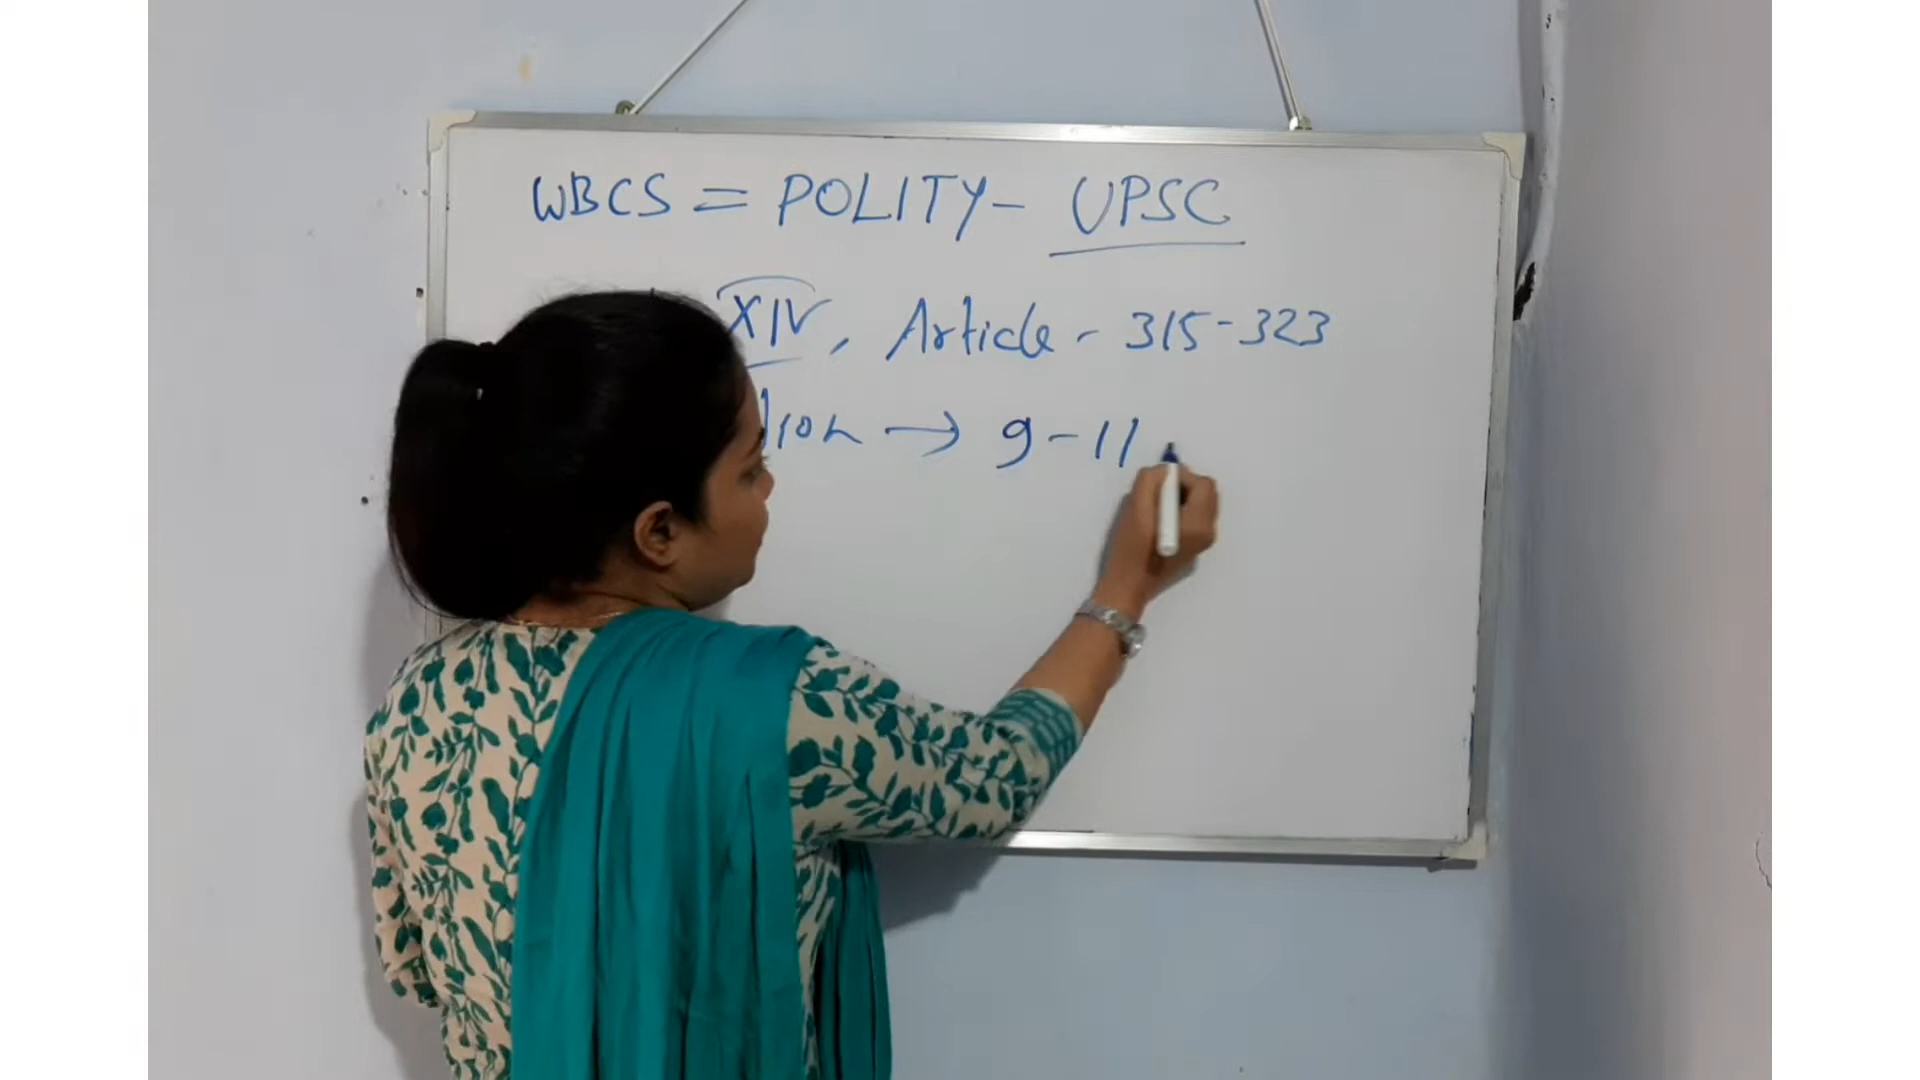 WBCS = POLITY - UPSC
XIV, Article - 315-323
→ 9-11